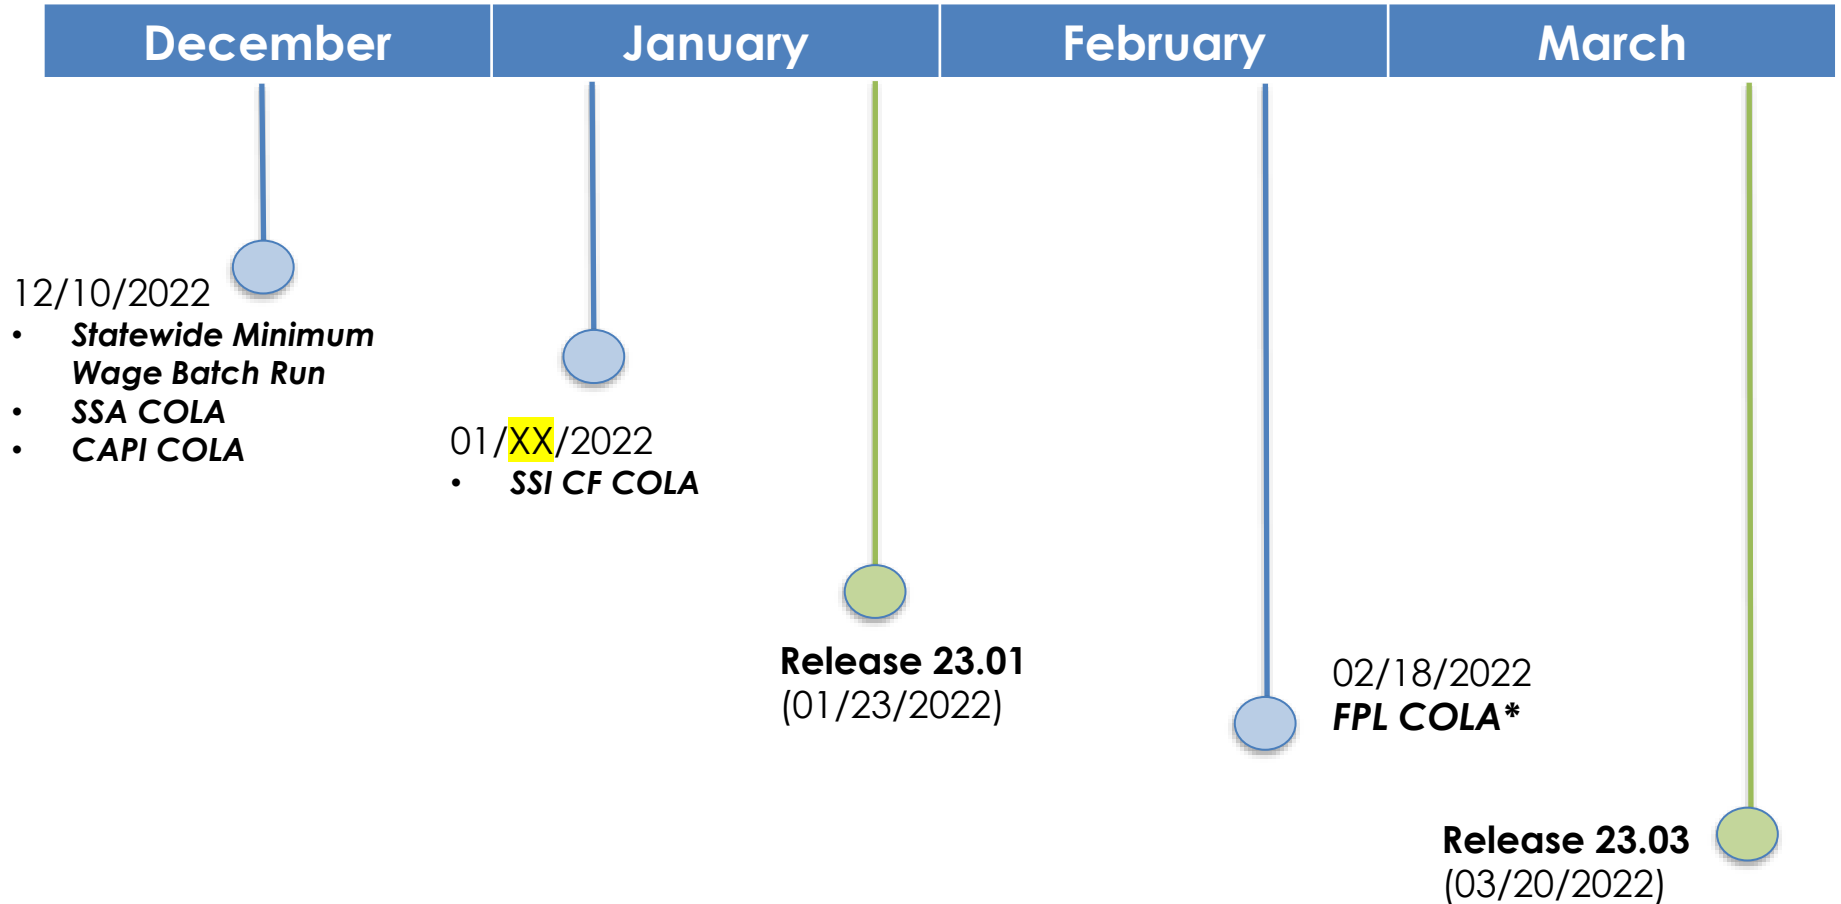 December January February March
12/10/2022
• Statewide Minimum
Wage Batch Run
• SSA COLA
• CAPI COLA
01/XX/2022
• SSI CF COLA
Release 23.01
(01/23/2022)
02/18/2022
FPL COLA*
Release 23.03
(03/20/2022)